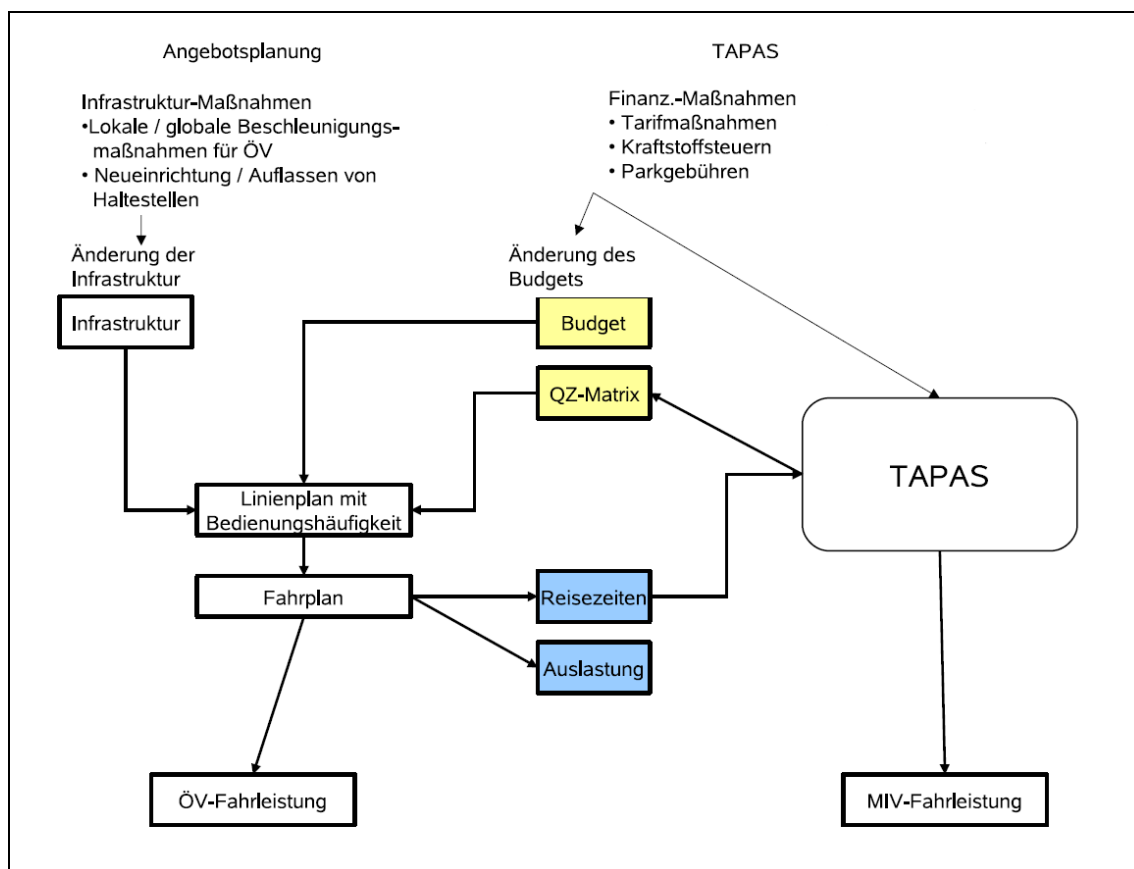 Angebotsplanung
TAPAS
Infrastruktur-Maßnahmen
•Lokale / globale Beschleunigungs-
maßnahmen für ÖV
• Neueinrichtung / Auflassen von
Haltestellen
Finanz.-Maßnahmen
• Tarifmaßnahmen
• Kraftstoffsteuern
• Parkgebühren
Änderung der
Infrastruktur
Änderung des
Budgets
Infrastruktur
Budget
QZ-Matrix
TAPAS
Linienplan mit
Bedienungshäufigkeit
Fahrplan
Reisezeiten
Auslastung
ÖV-Fahrleistung
MIV-Fahrleistung